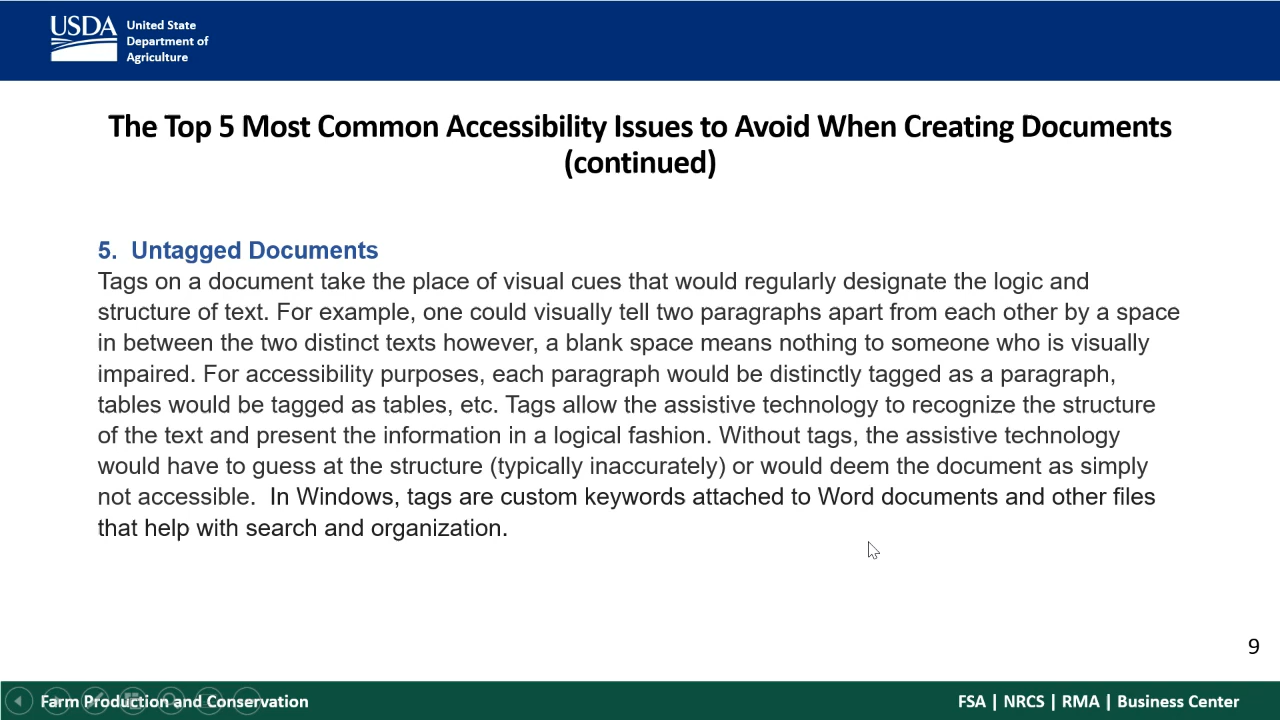 USDA
United State
Department of
Agriculture
The Top 5 Most Common Accessibility Issues to Avoid When Creating Documents
(continued)
5. Untagged Documents
Tags on a document take the place of visual cues that would regularly designate the logic and
structure of text. For example, one could visually tell two paragraphs apart from each other by a space
in between the two distinct texts however, a blank space means nothing to someone who is visually
impaired. For accessibility purposes, each paragraph would be distinctly tagged as a paragraph,
tables would be tagged as tables, etc. Tags allow the assistive technology to recognize the structure
of the text and present the information in a logical fashion. Without tags, the assistive technology
would have to guess at the structure (typically inaccurately) or would deem the document as simply
not accessible. In Windows, tags are custom keywords attached to Word documents and other files
that help with search and organization.
9
Farm Production and Conservation
FSA | NRCS | RMA | Business Center